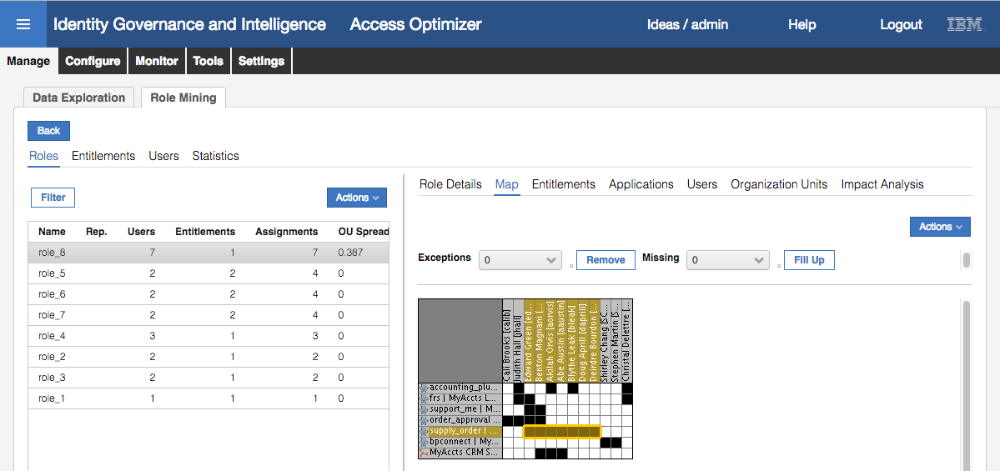 Identity Governance and Intelligence Access Optimizer Ideas / admin Help Logout IBM
Manage Configure Monitor Tools Settings
Data Exploration Role Mining
Back
Roles Entitlements Users Statistics
Filter Actions
Name Rep. Users Entitlements Assignments OU Spread
role_8 7 1 7 0.387
role_5 2 2 4 0
role_6 2 2 4 0
role_7 2 2 4 0
role_4 3 1 3 0
role_2 2 1 2 0
role_3 2 1 2 0
role_1 1 1 1 0
Role Details Map Entitlements Applications Users Organization Units Impact Analysis
Actions
Exceptions 0 Remove Missing 0 Fill Up
Cali Brooks [calib]
Judith Hall [jhall]
Edward Green [ed...
Benton Magnani [...
Akilah Orvis [aorvis]
Abe Austin [aaustin]
Blythe Leak [bleak]
Doug Aprill [daprill]
Deirdre Bourdon [...
Shirley Chang [SC...
Stephen Martin [S...
Christal Delettre [...
accounting_plu...
frs | MyAccts L...
support_me | M...
order_approval ...
supply_order | ...
bpconnect | My...
MyAccts CRM S...